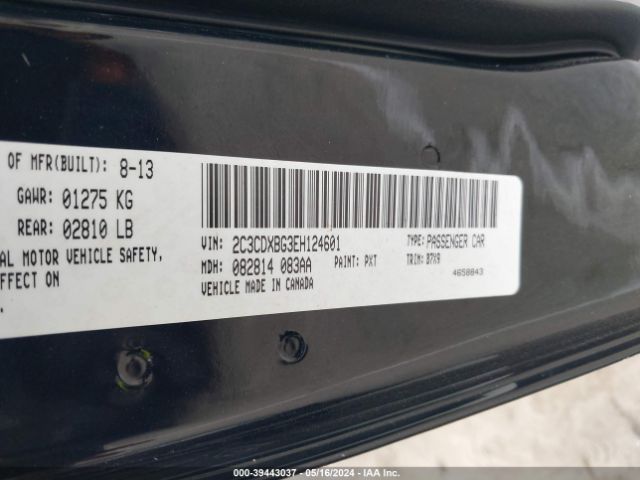 OF MFR(BUILT): 8-13
GAWR: 01275 KG
REAR: 02810 LB
AL MOTOR VEHICLE SAFETY,
EFFECT ON
VIN: 2C3CDXBG3EH124601
TYPE: PASSENGER CAR
MDH: 082814 083AA
PAINT: PXT
TRIM: B7X9
VEHICLE MADE IN CANADA
4658843
000-39443037 - 05/16/2024 - IAA Inc.